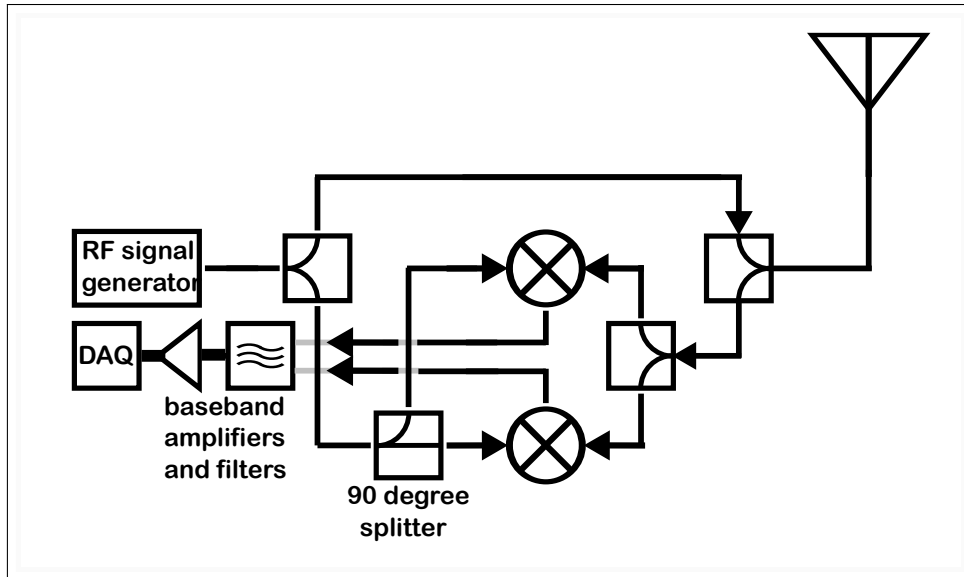 RF signal
generator
DAQ
baseband
amplifiers
and filters
90 degree
splitter